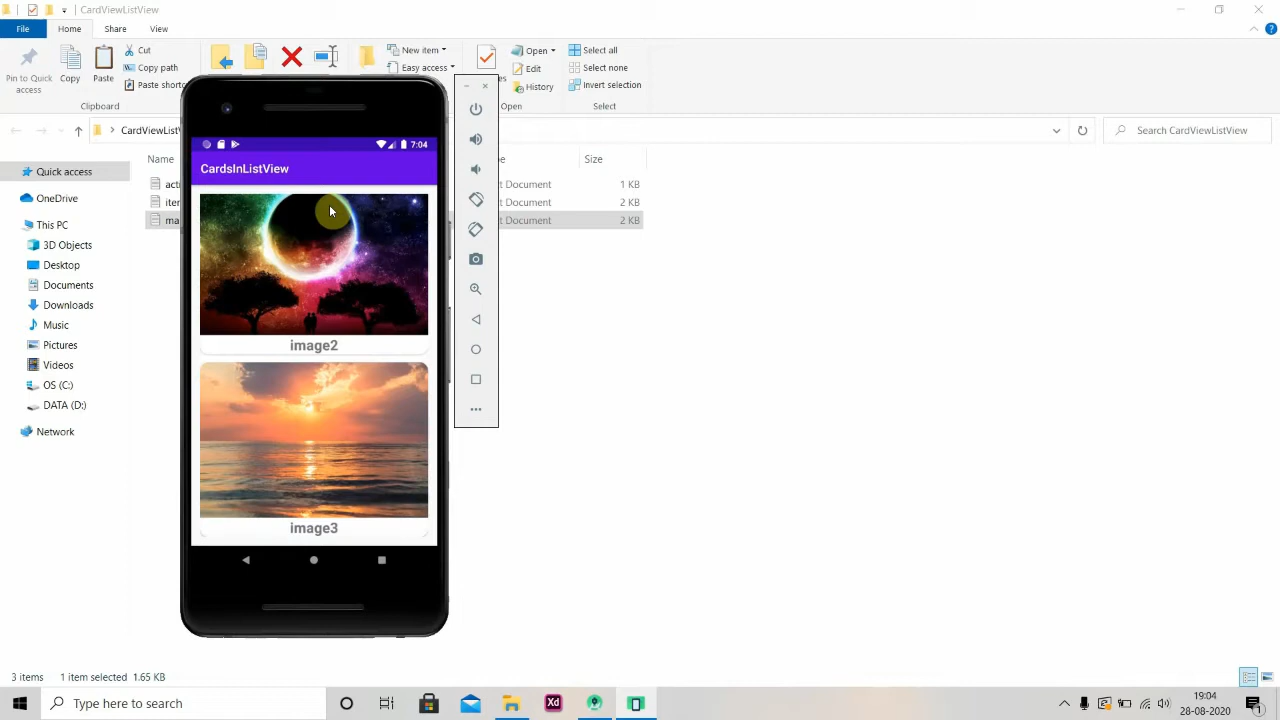 CardViewListView
File
Home
Share
View
Pin to Quick access
Copy
Paste
Cut
Copy path
Paste shortc
Clipboard
New item
Easy access
Open
Edit
History
Open
Select all
Select none
Invert selection
Select
CardViewListV
Search CardViewListView
Name
Size
t Document
1 KB
t Document
2 KB
t Document
2 KB
Quick access
OneDrive
This PC
3D Objects
Desktop
Documents
Downloads
Music
Pictures
Videos
OS (C:)
DATA (D:)
Network
7:04
CardsInListView
image2
image3
3 items
1 item selected 1.65 KB
Type here to search
Xd
19:04
28-08-2020